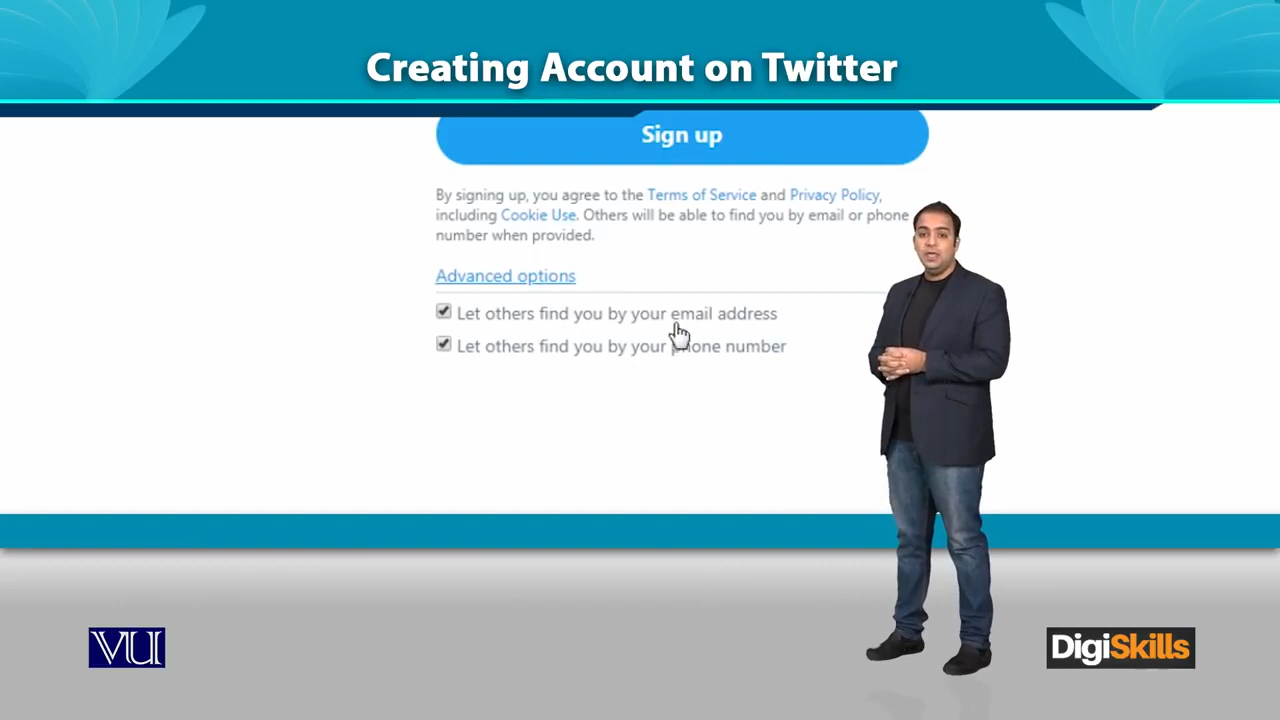 Creating Account on Twitter
Sign up
By signing up, you agree to the Terms of Service and Privacy Policy,
including Cookie Use. Others will be able to find you by email or phone
number when provided.
Advanced options
Let others find you by your email address
Let others find you by your phone number
VU
DigiSkills